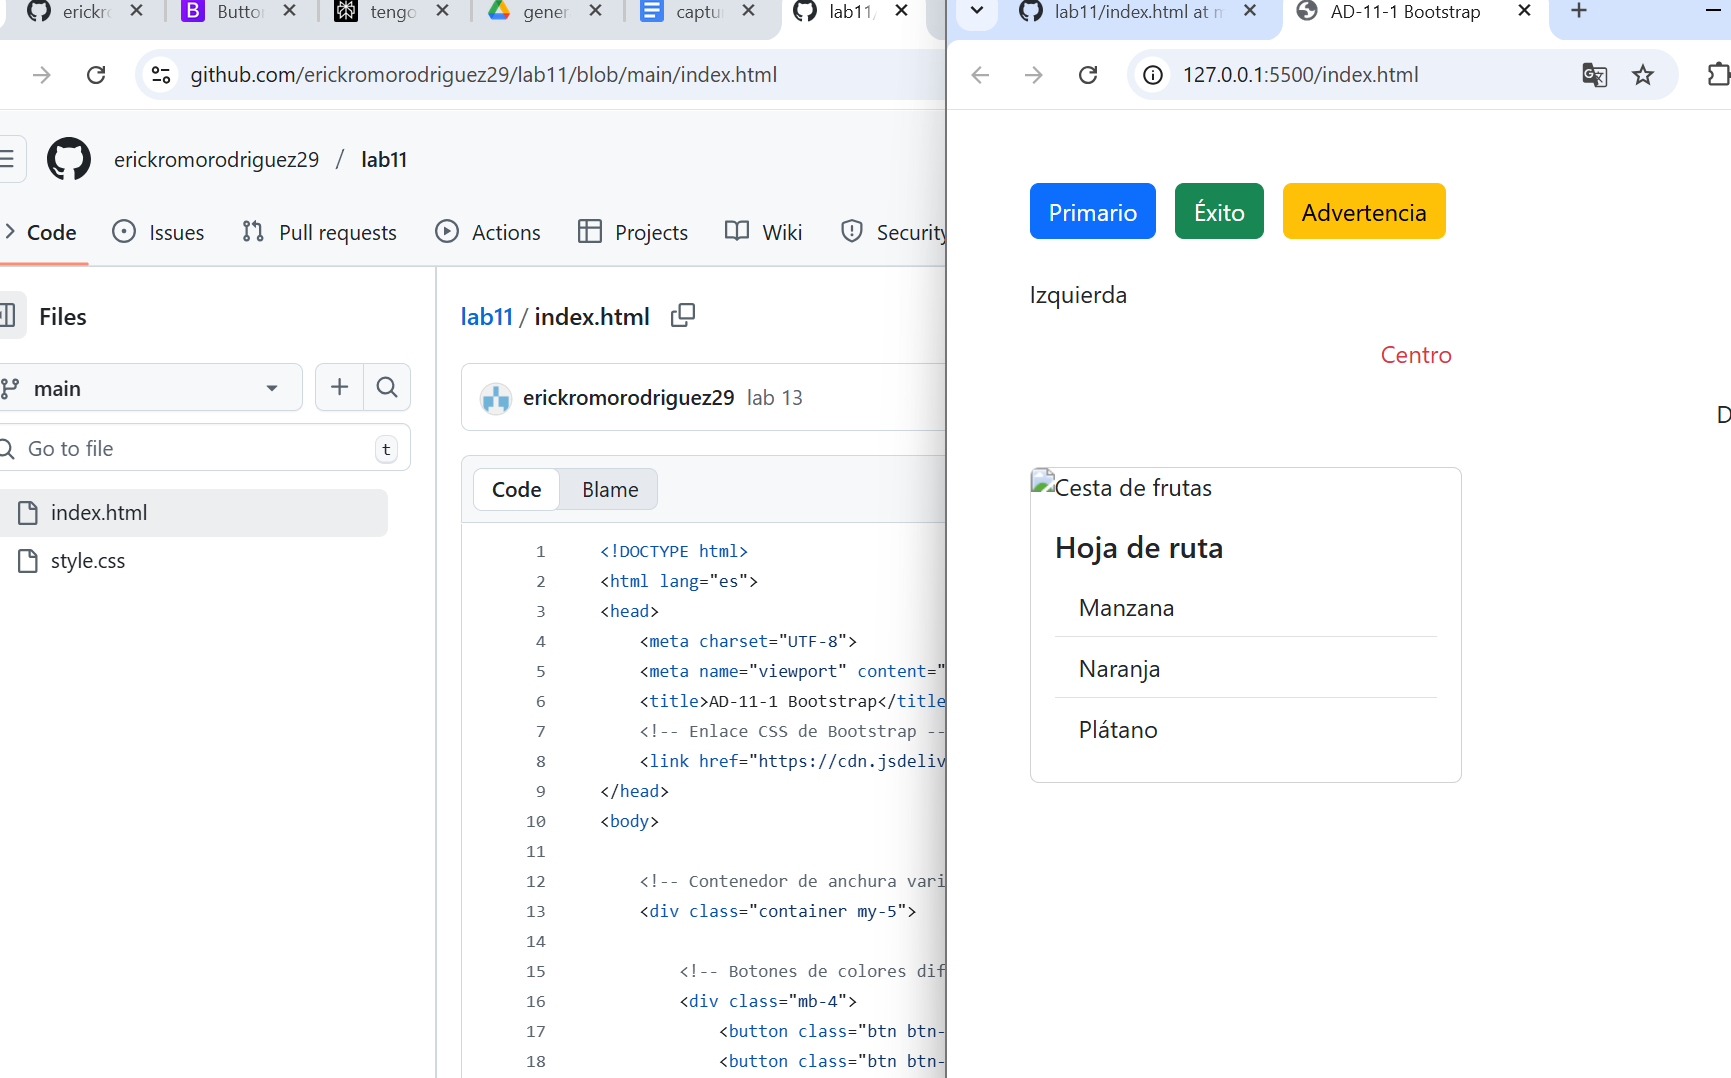 erickr
Butto
tengo
gener
captu
lab11/
github.com/erickromorodriguez29/lab11/blob/main/index.html
erickromorodriguez29 / lab11
Code
Issues
Pull requests
Actions
Projects
Wiki
Security
Files
main
Go to file
t
index.html
style.css
lab11 / index.html
erickromorodriguez29 lab 13
Code
Blame
1 <!DOCTYPE html>
2 <html lang="es">
3 <head>
4 <meta charset="UTF-8">
5 <meta name="viewport" content="
6 <title>AD-11-1 Bootstrap</title
7 <!-- Enlace CSS de Bootstrap --
8 <link href="https://cdn.jsdeliv
9 </head>
10 <body>
11
12 <!-- Contenedor de anchura vari
13 <div class="container my-5">
14
15 <!-- Botones de colores dif
16 <div class="mb-4">
17 <button class="btn btn-
18 <button class="btn btn-
lab11/index.html at m
AD-11-1 Bootstrap
127.0.0.1:5500/index.html
Primario
Éxito
Advertencia
Izquierda
Centro
D
Cesta de frutas
Hoja de ruta
Manzana
Naranja
Plátano